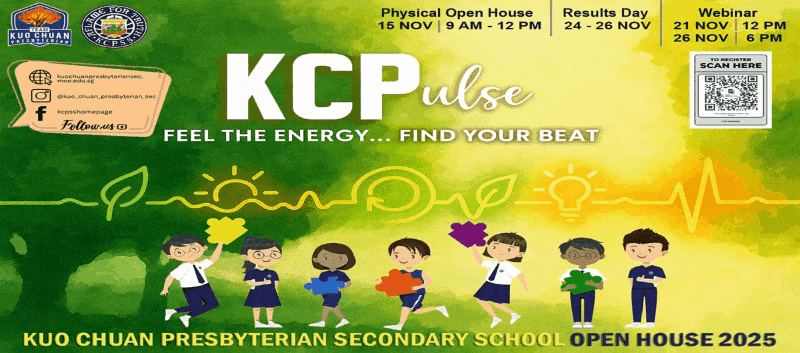 TEAM
KUO CHUAN
PRESBYTERIAN
K.C.P.S.S.
Physical Open House
15 NOV | 9 AM - 12 PM
Results Day
24 - 26 NOV
Webinar
21 NOV | 12 PM
26 NOV | 6 PM
kuochuanpresbyteriansec.
moe.edu.sg
@kuo_chuan_presbyterian_sec
kcpsshomepage
Follow us
TO REGISTER
SCAN HERE
KCPulse
FEEL THE ENERGY... FIND YOUR BEAT
KUO CHUAN PRESBYTERIAN SECONDARY SCHOOL OPEN HOUSE 2025